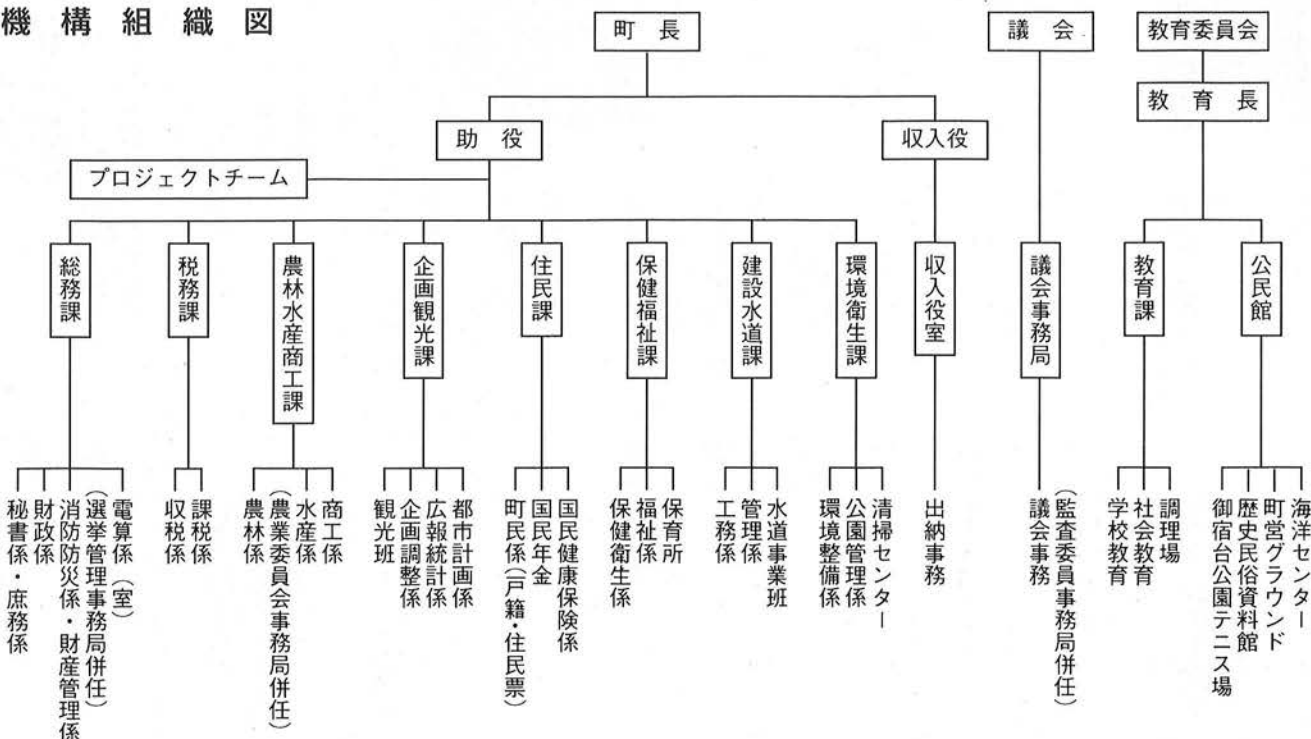 機構組織図
町長
議会
教育委員会
教育長
助役
収入役
プロジェクトチーム
総務課
税務課
農林水産商工課
企画観光課
住民課
保健福祉課
建設水道課
環境衛生課
収入役室
議会事務局
教育課
公民館
秘書係・庶務係
財政係
消防防災係・財産管理係
(選挙管理事務局併任)
電算係(室)
収税係
課税係
農林係
(農業委員会事務局併任)
水産係
商工係
観光班
企画調整係
広報統計係
都市計画係
町民係(戸籍・住民票)
国民年金
国民健康保険係
保健衛生係
福祉係
保育所
工務係
管理係
水道事業班
環境整備係
公園管理係
清掃センター
出納事務
議会事務
(監査委員事務局併任)
学校教育
社会教育
調理場
御宿台公園テニス場
歴史民俗資料館
町営グラウンド
海洋センター